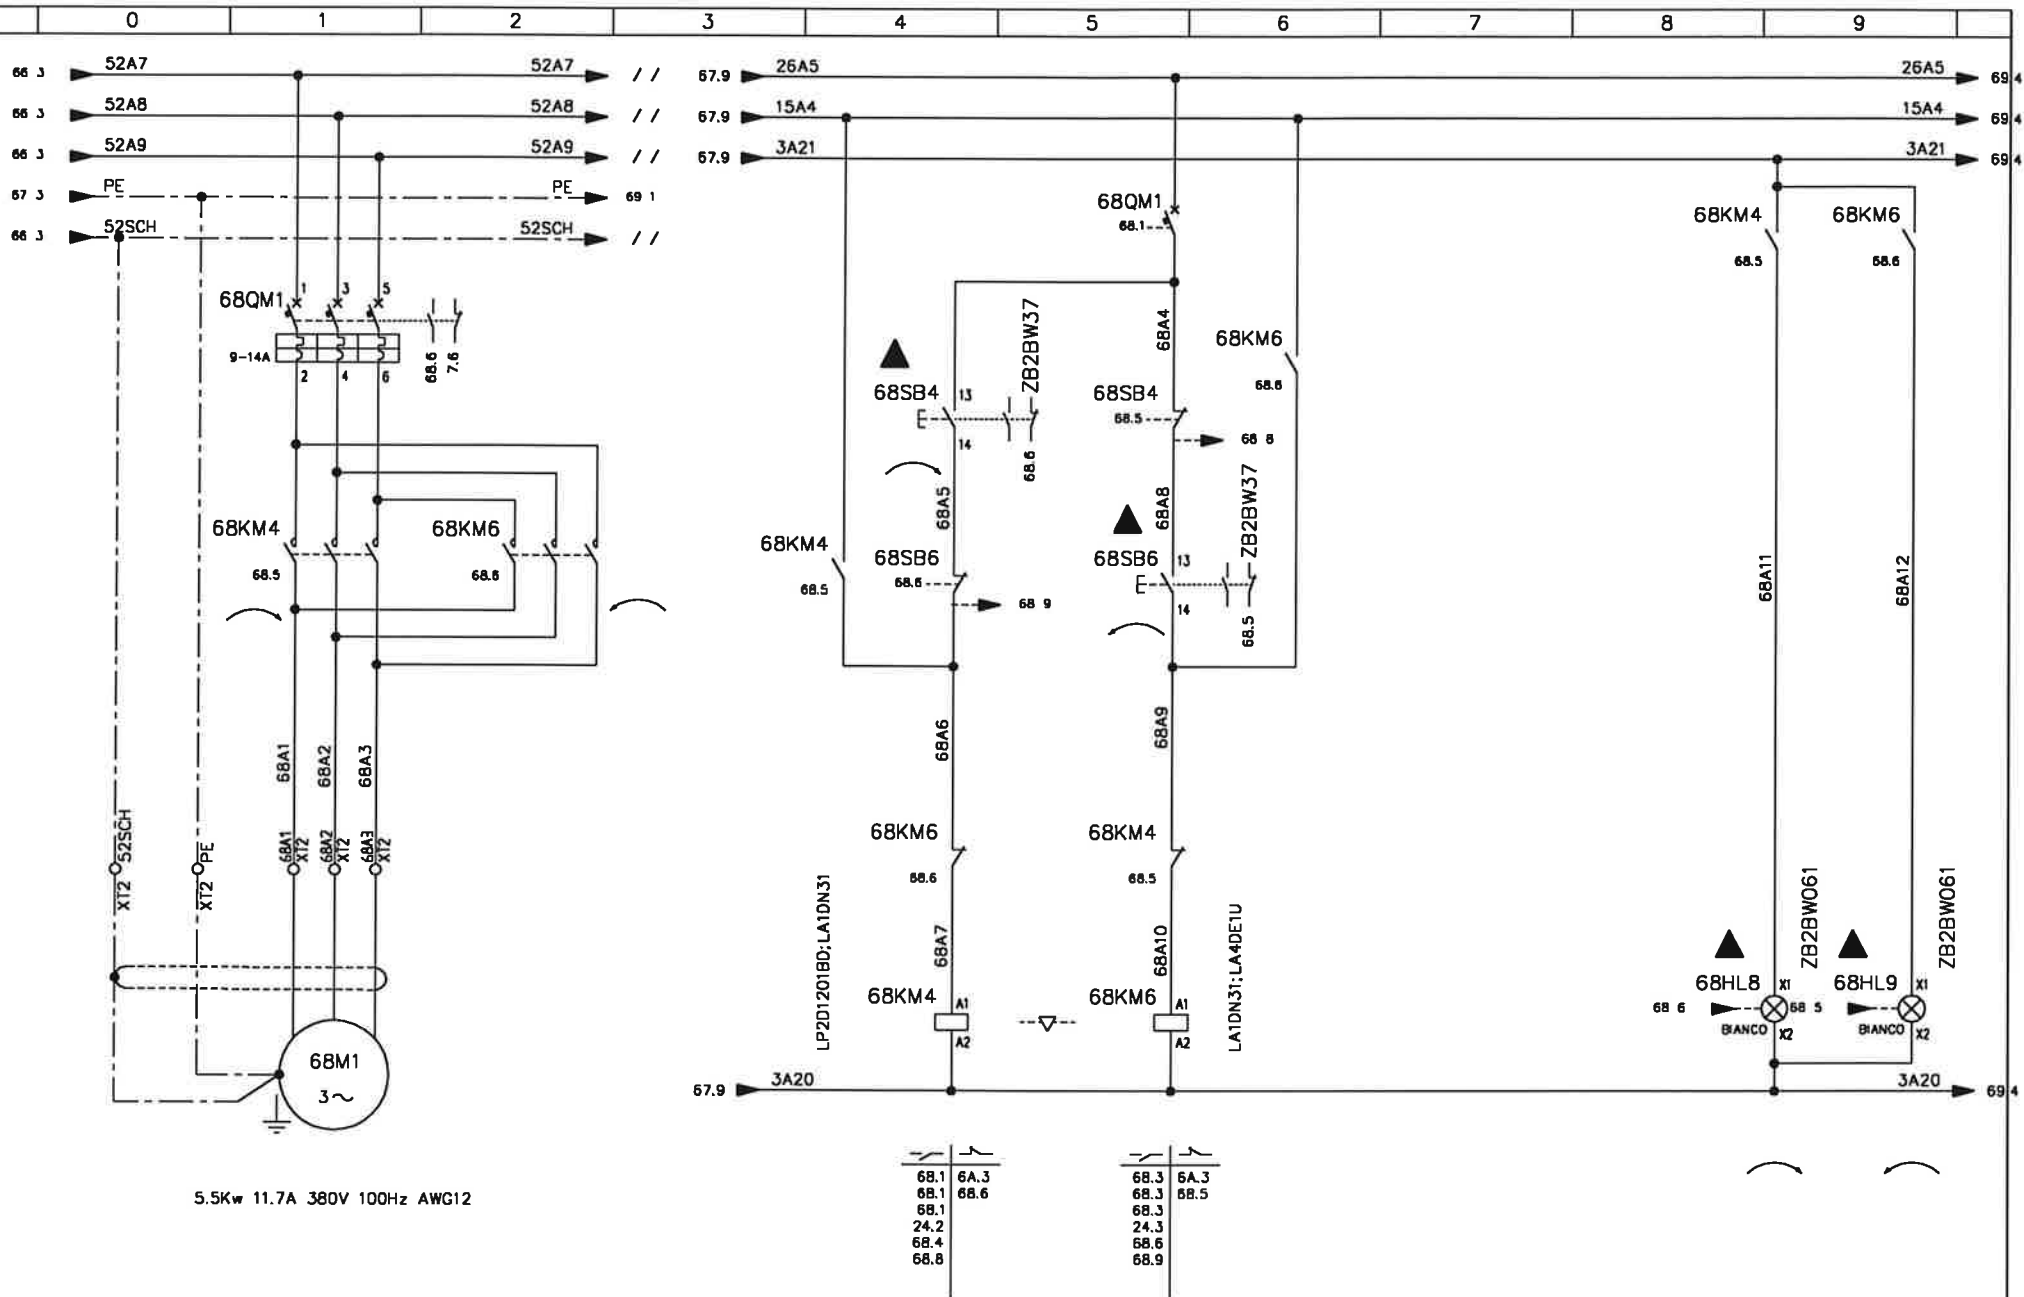 0 1 2 3 4 5 6 7 8 9
66 3 52A7 52A7 // 67.9 26A5 26A5 69 4
66 3 52A8 52A8 // 67.9 15A4 15A4 69 4
66 3 52A9 52A9 // 67.9 3A21 3A21 69 4
67 3 PE PE 69 1
66 3 52SCH 52SCH //
68QM1 1 3 5
9-14A
2 4 6
68.6
7.6
68KM4
68.5
68KM6
68.6
68A1
68A2
68A3
52SCH
XT2
PE
XT2
68A1
XT2
68A2
XT2
68A3
XT2
68M1
3~
5.5Kw 11.7A 380V 100Hz AWG12
68QM1
68.1
68A4
68SB4
13
14
68.6
ZB2BW37
68SB4
68.5
68 8
68KM6
68.6
68A5
68A8
68KM4
68.5
68SB6
68.6
68 9
68SB6
13
14
68.5
ZB2BW37
68A6
68A9
68KM6
68.6
68KM4
68.5
68A7
68A10
LP2D1201BD;LA1DN31
68KM4
A1
A2
68KM6
A1
A2
LA1DN31;LA4DE1U
67.9 3A20 3A20 69 4
68KM4
68.5
68KM6
68.6
68A11
68A12
ZB2BW061
ZB2BW061
68HL8 X1
68 6 68 5
BIANCO X2
68HL9 X1
BIANCO X2
68.1 6A.3
68.1 68.6
68.1
24.2
68.4
68.8
68.3 6A.3
68.3 68.5
68.3
24.3
68.6
68.9